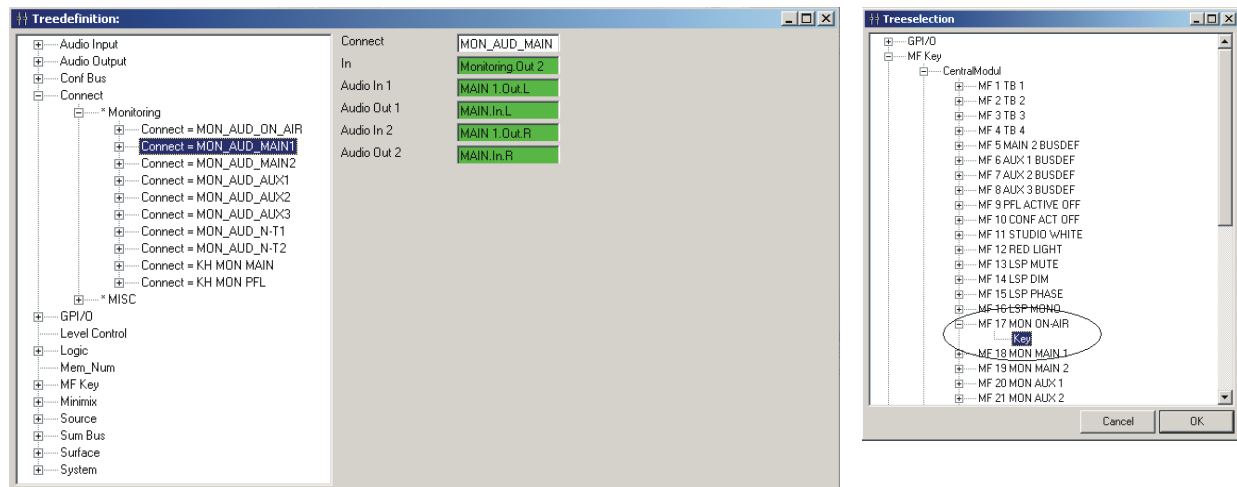 Treedefinition:
Audio Input
Audio Output
Conf Bus
Connect
* Monitoring
Connect = MON_AUD_ON_AIR
Connect = MON_AUD_MAIN1
Connect = MON_AUD_MAIN2
Connect = MON_AUD_AUX1
Connect = MON_AUD_AUX2
Connect = MON_AUD_AUX3
Connect = MON_AUD_N-T1
Connect = MON_AUD_N-T2
Connect = KH MON MAIN
Connect = KH MON PFL
* MISC
GPI/O
Level Control
Logic
Mem_Num
MF Key
Minimix
Source
Sum Bus
Surface
System
Connect MON_AUD_MAIN
In Monitoring.Out 2
Audio In 1 MAIN 1.Out.L
Audio Out 1 MAIN.In.L
Audio In 2 MAIN 1.Out.R
Audio Out 2 MAIN.In.R
Treeselection
GPI/O
MF Key
CentralModul
MF 1 TB 1
MF 2 TB 2
MF 3 TB 3
MF 4 TB 4
MF 5 MAIN 2 BUSDEF
MF 6 AUX 1 BUSDEF
MF 7 AUX 2 BUSDEF
MF 8 AUX 3 BUSDEF
MF 9 PFL ACTIVE OFF
MF 10 CONF ACT OFF
MF 11 STUDIO WHITE
MF 12 RED LIGHT
MF 13 LSP MUTE
MF 14 LSP DIM
MF 15 LSP PHASE
MF 16 LSP MONO
MF 17 MON ON-AIR
Key
MF 18 MON MAIN 1
MF 19 MON MAIN 2
MF 20 MON AUX 1
MF 21 MON AUX 2
Cancel OK